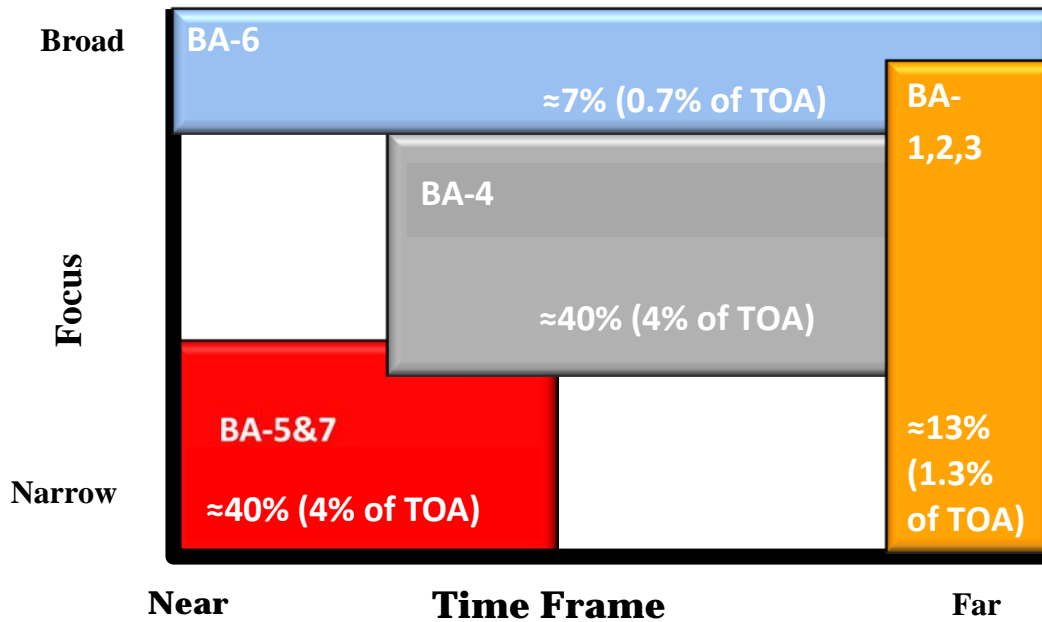 Broad
BA-6
≈7% (0.7% of TOA)
BA-
1,2,3
BA-4
Focus
≈40% (4% of TOA)
BA-5&7
≈13%
(1.3%
of TOA)
Narrow
≈40% (4% of TOA)
Near
Time Frame
Far